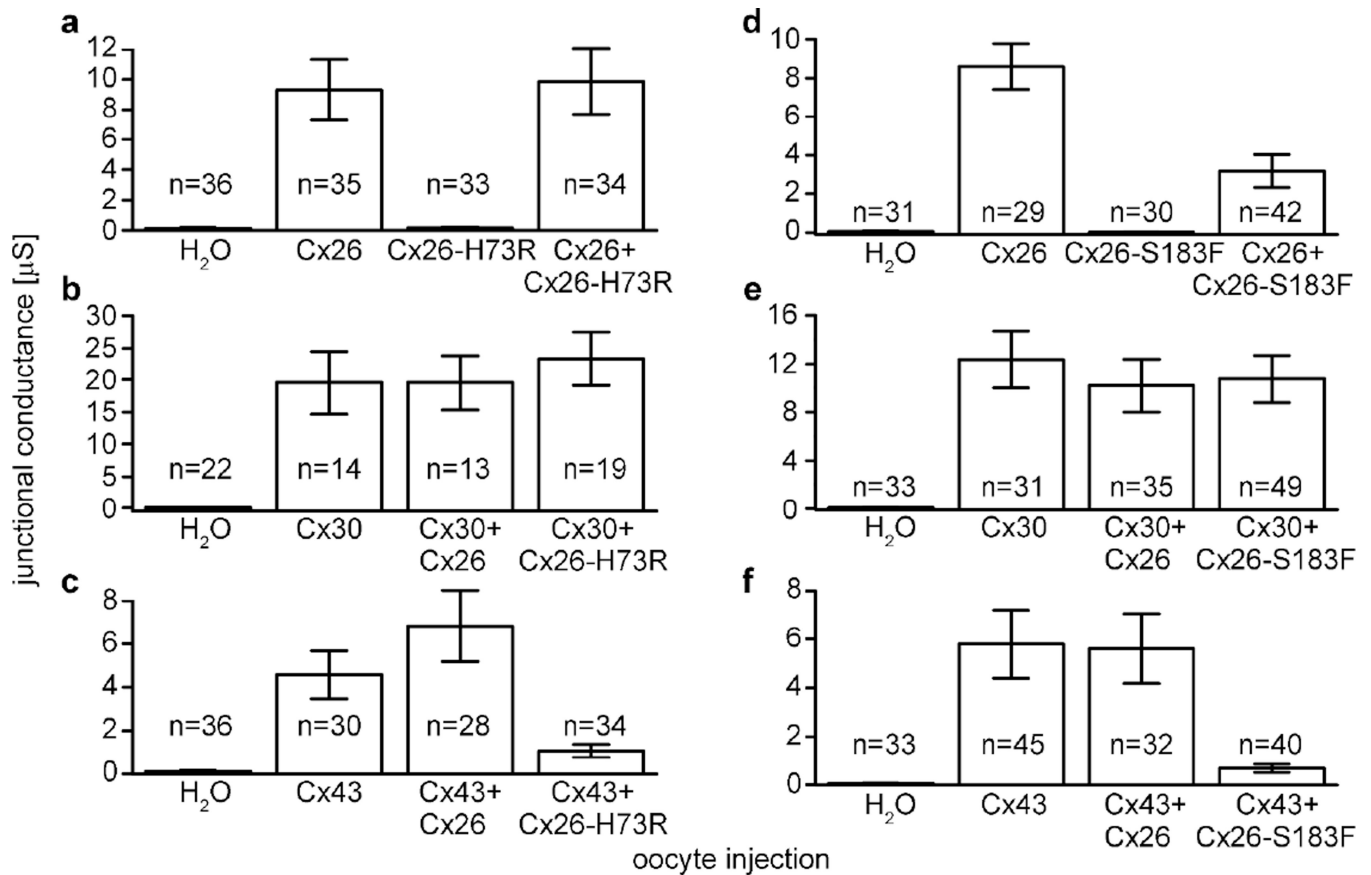 a
12
10
8
6
4
2
0
n=36
n=35
n=33
n=34
H₂O
Cx26
Cx26-H73R
Cx26+
Cx26-H73R
b
30
25
20
15
10
5
0
n=22
n=14
n=13
n=19
H₂O
Cx30
Cx30+
Cx26
Cx30+
Cx26-H73R
c
8
6
4
2
0
n=36
n=30
n=28
n=34
H₂O
Cx43
Cx43+
Cx26
Cx43+
Cx26-H73R
d
10
8
6
4
2
0
n=31
n=29
n=30
n=42
H₂O
Cx26
Cx26-S183F
Cx26+
Cx26-S183F
e
16
12
8
4
0
n=33
n=31
n=35
n=49
H₂O
Cx30
Cx30+
Cx26
Cx30+
Cx26-S183F
f
8
6
4
2
0
n=33
n=45
n=32
n=40
H₂O
Cx43
Cx43+
Cx26
Cx43+
Cx26-S183F
junctional conductance [µS]
oocyte injection